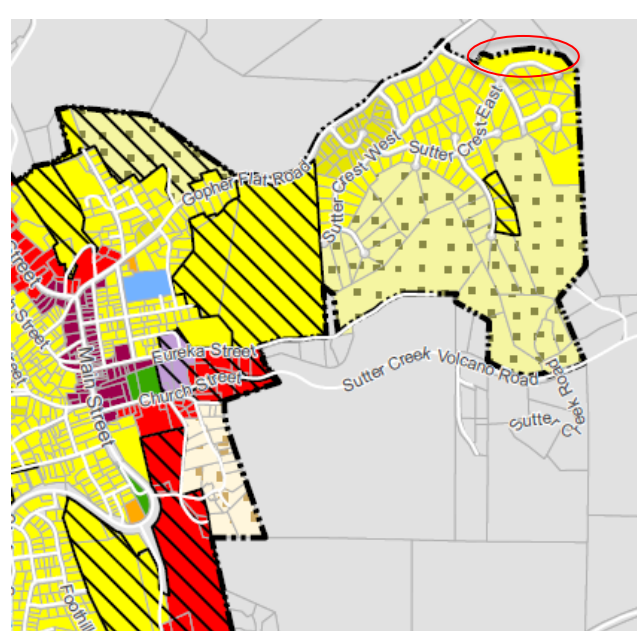 Sutter Crest East
Sutter Crest West
Sutter
Gopher Flat Road
Street
Street
Main Street
Eureka Street
Church Street
Sutter Creek Volcano Road
Sutter
Road
Foothill